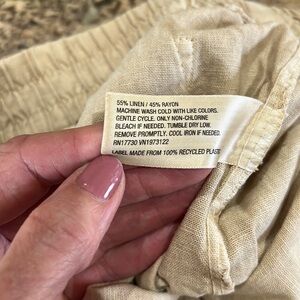 55% LINEN / 45% RAYON
MACHINE WASH COLD WITH LIKE COLORS.
GENTLE CYCLE. ONLY NON-CHLORINE
BLEACH IF NEEDED. TUMBLE DRY LOW.
REMOVE PROMPTLY. COOL IRON IF NEEDED.
RN17730 VN1973122
LABEL MADE FROM 100% RECYCLED PLAST